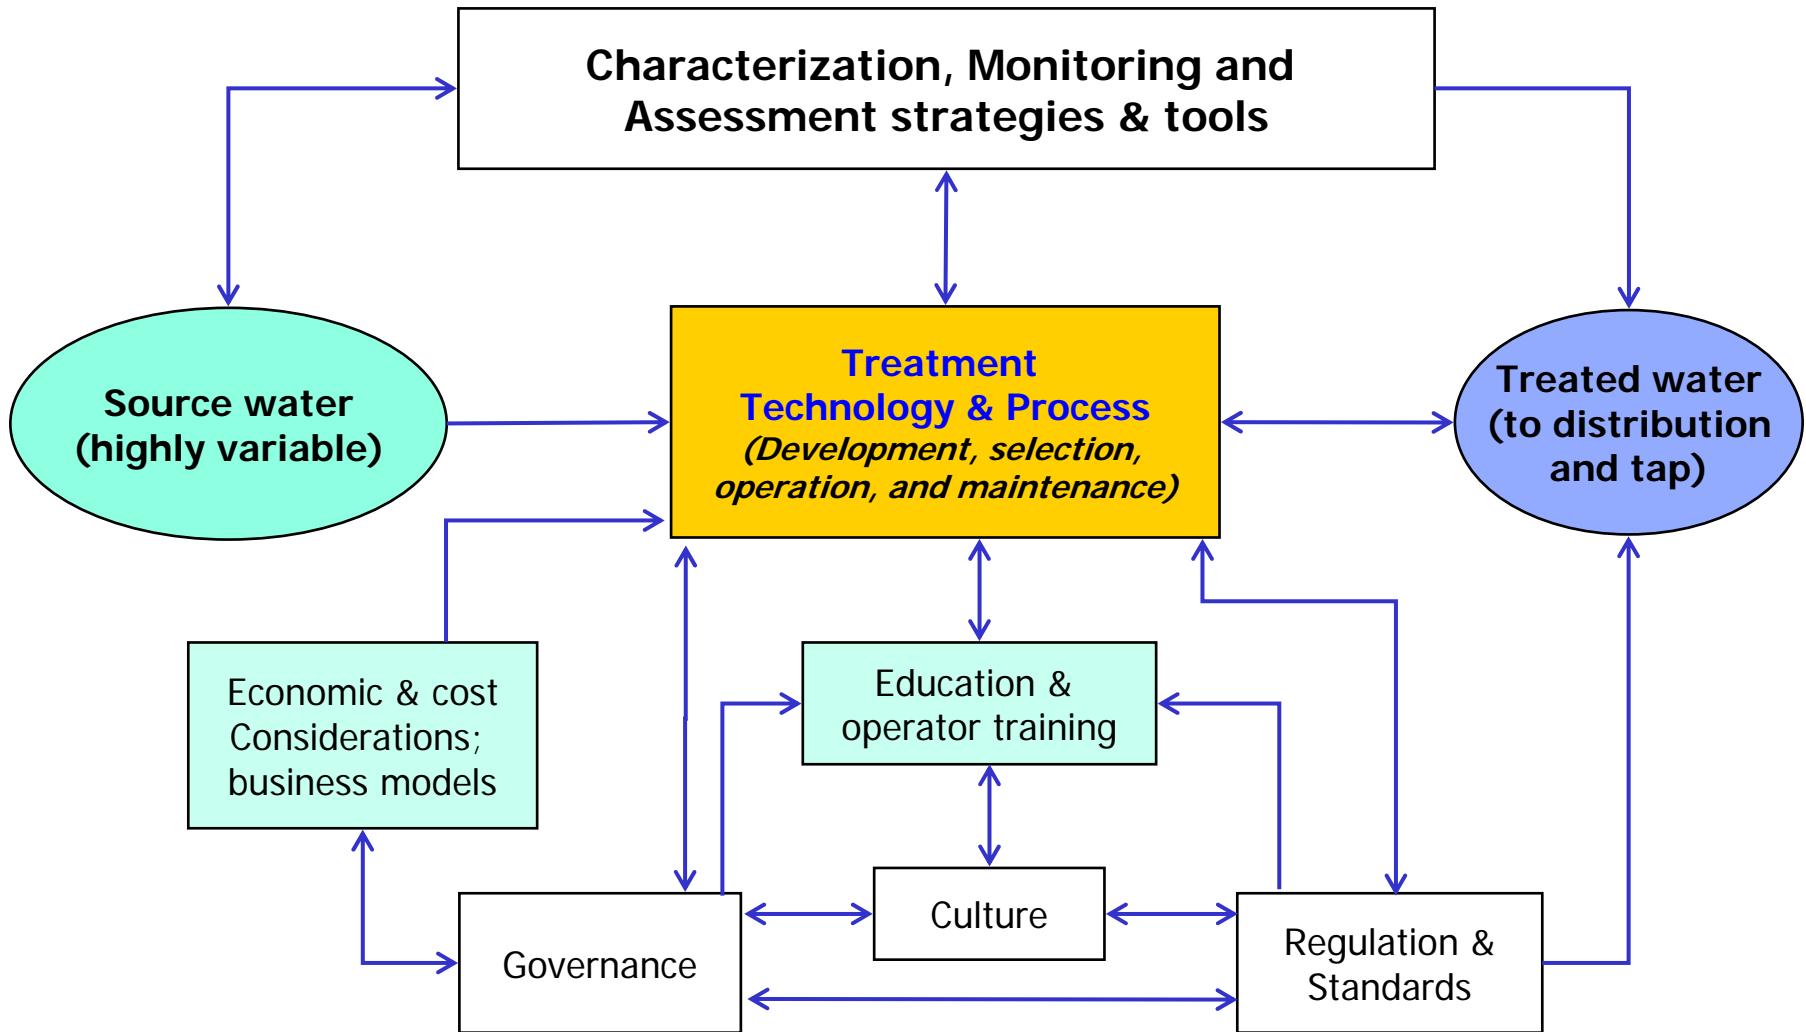 Characterization, Monitoring and
Assessment strategies & tools
Source water
(highly variable)
Treatment
Technology & Process
(Development, selection,
operation, and maintenance)
Treated water
(to distribution
and tap)
Economic & cost
Considerations;
business models
Education &
operator training
Governance
Culture
Regulation &
Standards